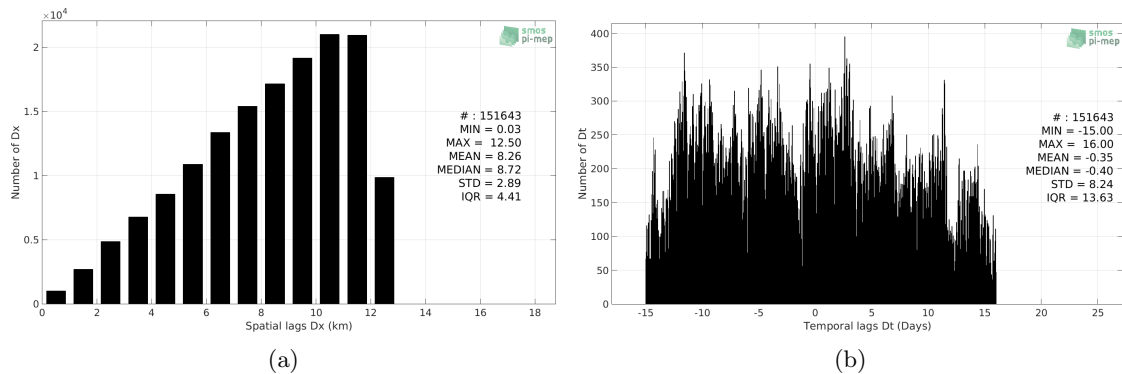 ×10⁴
2
1.5
1
0.5
0
0 2 4 6 8 10 12 14 16 18
Number of Dx
Spatial lags Dx (km)
smos
pi-mep
# : 151643
MIN = 0.03
MAX = 12.50
MEAN = 8.26
MEDIAN = 8.72
STD = 2.89
IQR = 4.41
(a)
400
350
300
250
200
150
100
50
0
-15 -10 -5 0 5 10 15 20 25
Number of Dt
Temporal lags Dt (Days)
smos
pi-mep
# : 151643
MIN = -15.00
MAX = 16.00
MEAN = -0.35
MEDIAN = -0.40
STD = 8.24
IQR = 13.63
(b)